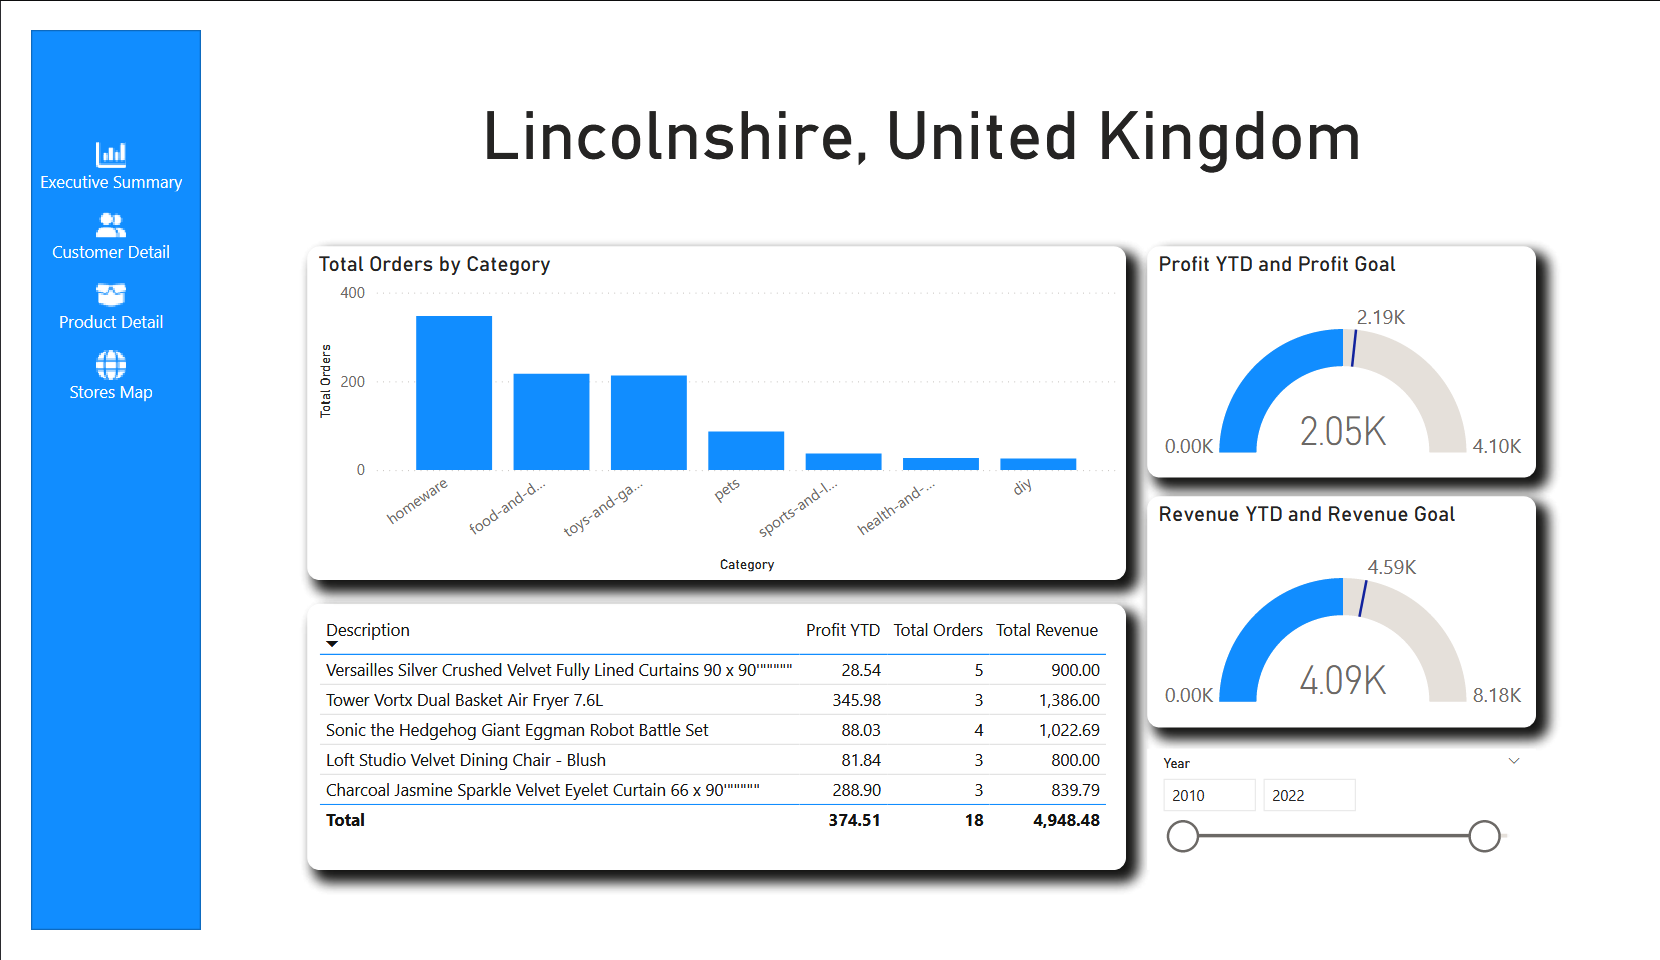 Executive Summary
Customer Detail
Product Detail
Stores Map
Lincolnshire, United Kingdom
Total Orders by Category
400
200
0
Total Orders
homeware
food-and-d...
toys-and-ga...
pets
sports-and-l...
health-and-...
diy
Category
Profit YTD and Profit Goal
2.19K
2.05K
0.00K
4.10K
Revenue YTD and Revenue Goal
4.59K
4.09K
0.00K
8.18K
Description Profit YTD Total Orders Total Revenue
Versailles Silver Crushed Velvet Fully Lined Curtains 90 x 90'""""" 28.54 5 900.00
Tower Vortx Dual Basket Air Fryer 7.6L 345.98 3 1,386.00
Sonic the Hedgehog Giant Eggman Robot Battle Set 88.03 4 1,022.69
Loft Studio Velvet Dining Chair - Blush 81.84 3 800.00
Charcoal Jasmine Sparkle Velvet Eyelet Curtain 66 x 90'""""" 288.90 3 839.79
Total 374.51 18 4,948.48
Year
2010 2022